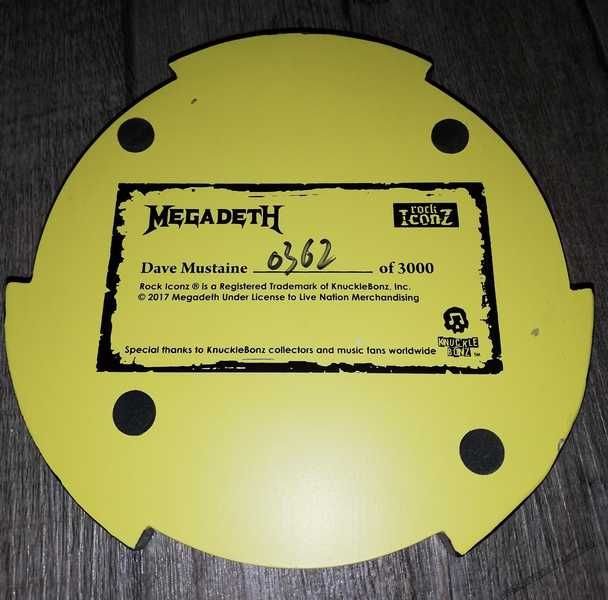 MEGADETH
rock
IconZ
Dave Mustaine 0362 of 3000
Rock Iconz ® is a Registered Trademark of KnuckleBonz, Inc.
© 2017 Megadeth Under License to Live Nation Merchandising
KNUCKLE
BONZ ™
Special thanks to KnuckleBonz collectors and music fans worldwide